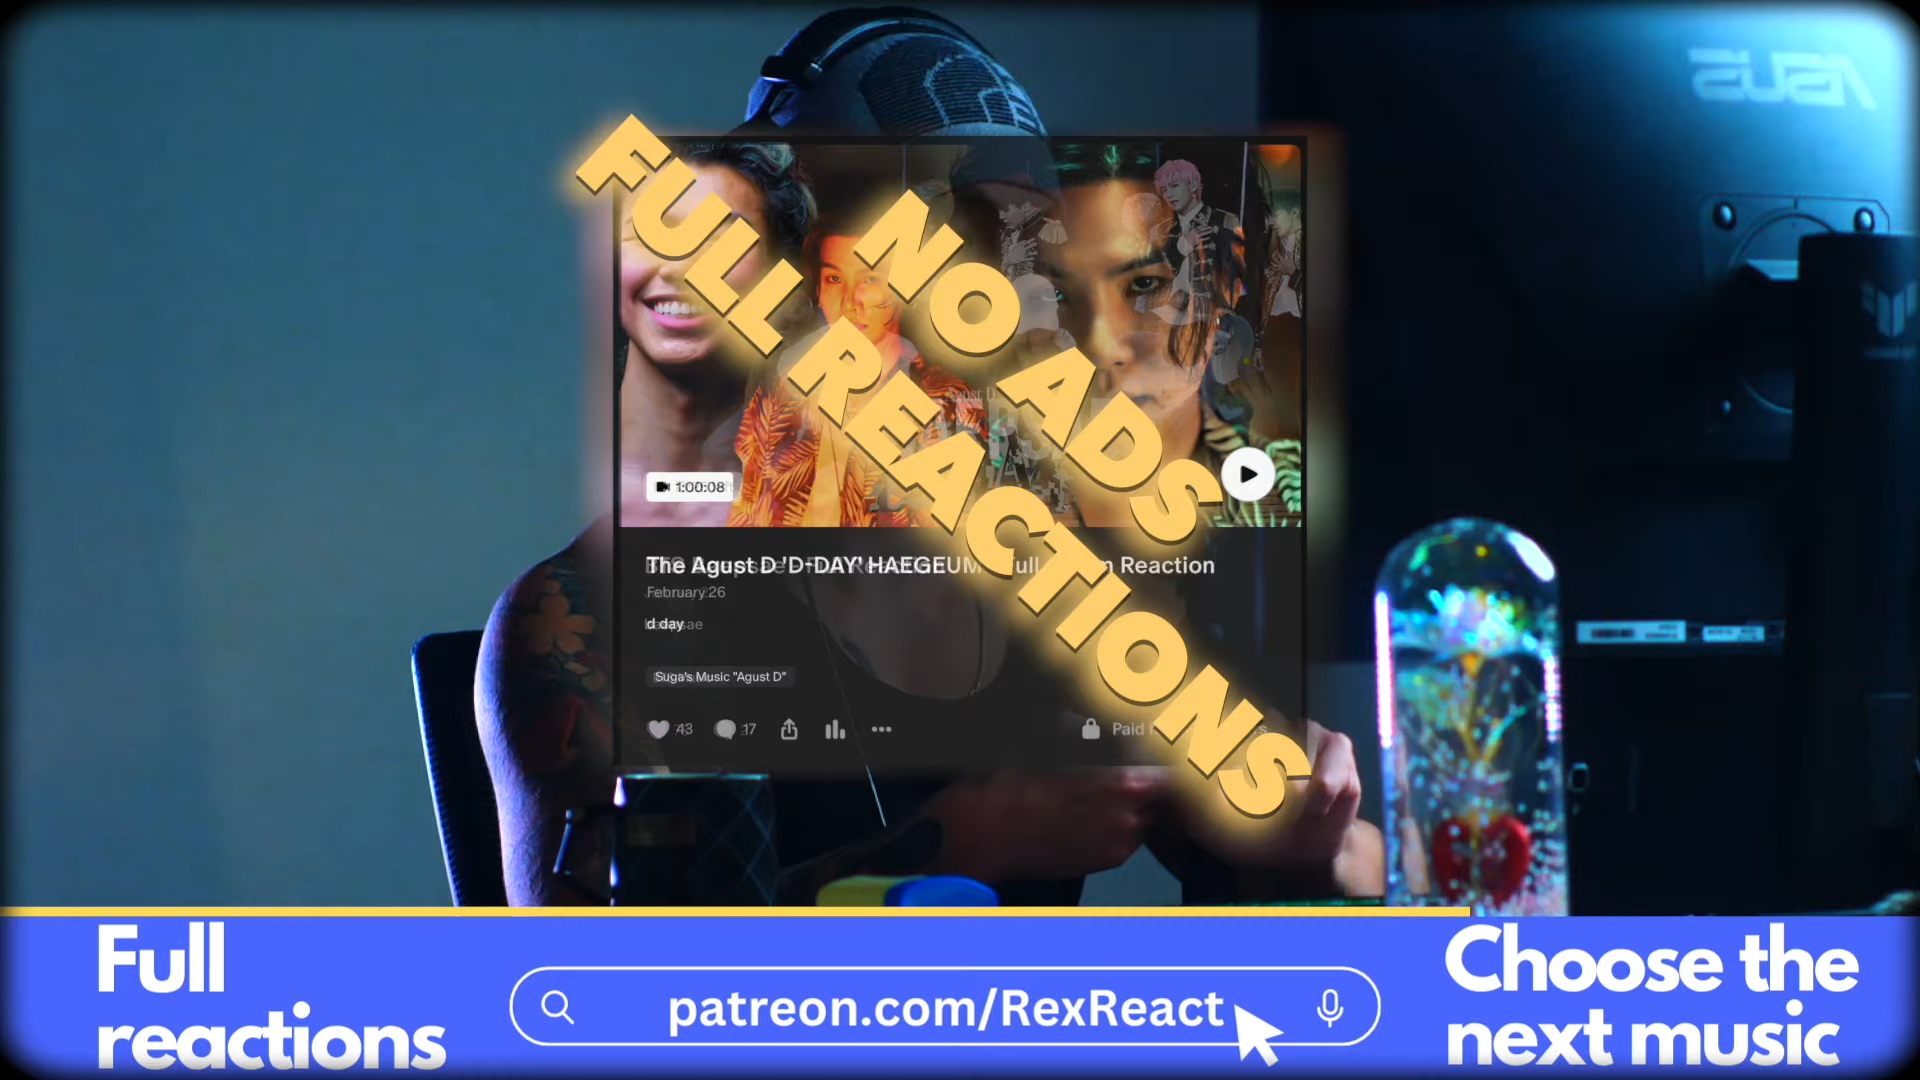 FULL REACTIONS
NO ADS
1:00:08
The Agust D 'D-DAY' HAEGEUM Full Reaction
February 26
d day
Suga's Music "Agust D"
43
17
Paid
Full
reactions
patreon.com/RexReact
Choose the
next music